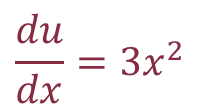 du/dx = 3x²